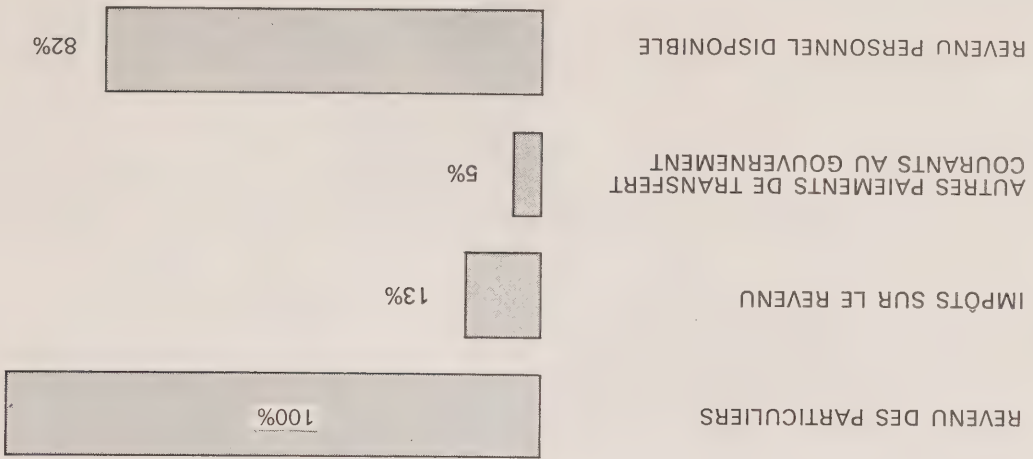 REVENU DES PARTICULIERS
100%
IMPÔTS SUR LE REVENU
13%
AUTRES PAIEMENTS DE TRANSFERT
COURANTS AU GOUVERNEMENT
5%
REVENU PERSONNEL DISPONIBLE
82%